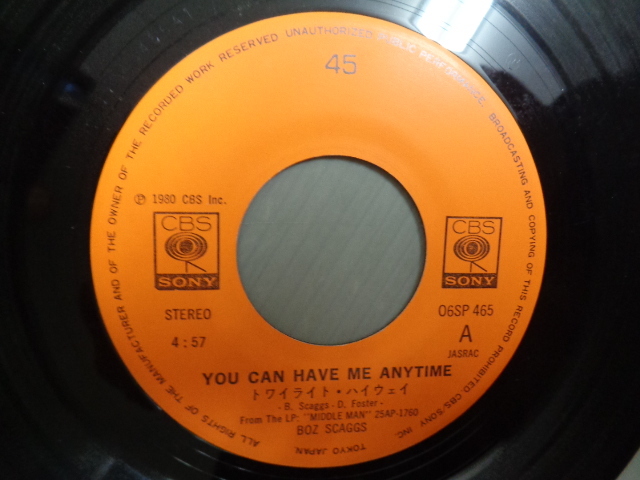 ALL RIGHTS OF THE MANUFACTURER AND OF THE OWNER OF THE RECORDED WORK RESERVED UNAUTHORIZED PUBLIC PERFORMANCE, BROADCASTING AND COPYING OF THIS RECORD PROHIBITED CBS/SONY INC. TOKYO JAPAN
45
℗ 1980 CBS Inc.
CBS
SONY
CBS
SONY
STEREO
06SP 465
4:57
A
JASRAC
YOU CAN HAVE ME ANYTIME
トワイライト・ハイウェイ
- B. Scaggs - D. Foster -
From The LP: "MIDDLE MAN" 25AP-1760
BOZ SCAGGS